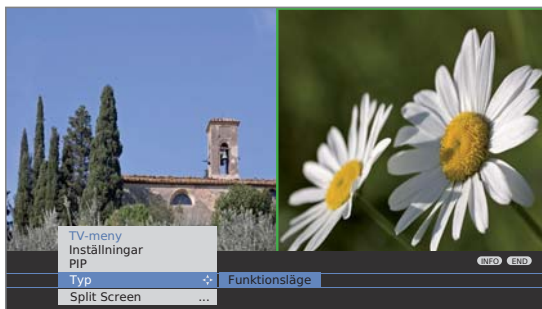 TV-meny
Inställningar
PIP
INFO END
Typ Funktionsläge
Split Screen ...